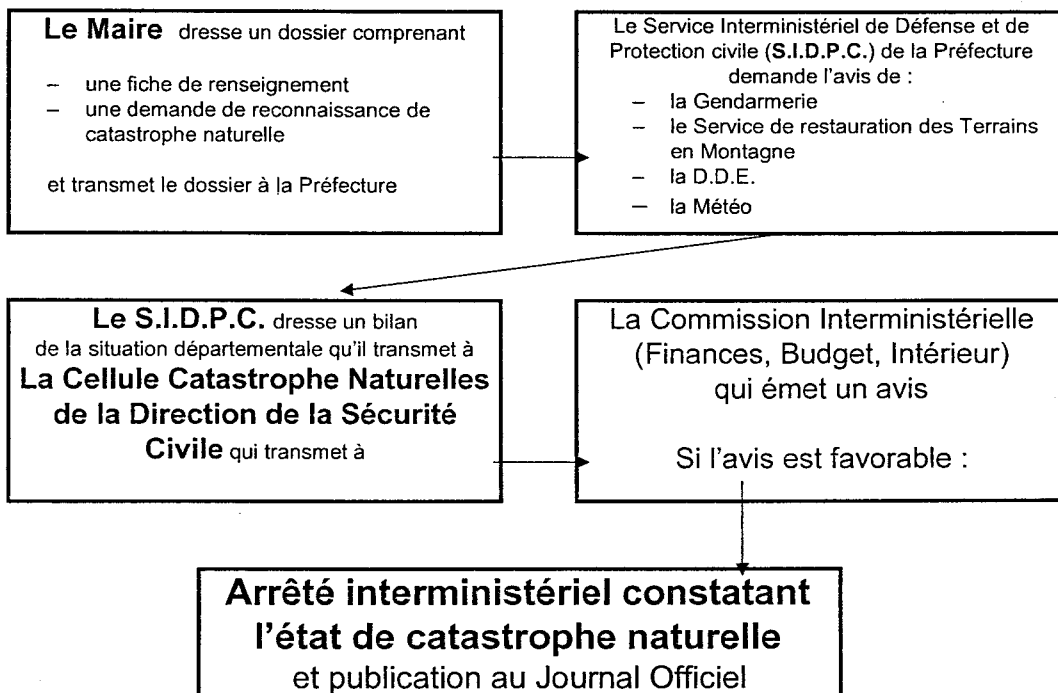 Le Maire dresse un dossier comprenant
– une fiche de renseignement
– une demande de reconnaissance de
catastrophe naturelle
et transmet le dossier à la Préfecture
Le Service Interministériel de Défense et de
Protection civile (S.I.D.P.C.) de la Préfecture
demande l'avis de :
– la Gendarmerie
– le Service de restauration des Terrains
en Montagne
– la D.D.E.
– la Météo
Le S.I.D.P.C. dresse un bilan
de la situation départementale qu'il transmet à
La Cellule Catastrophe Naturelles
de la Direction de la Sécurité
Civile qui transmet à
La Commission Interministérielle
(Finances, Budget, Intérieur)
qui émet un avis
Si l'avis est favorable :
Arrêté interministériel constatant
l'état de catastrophe naturelle
et publication au Journal Officiel